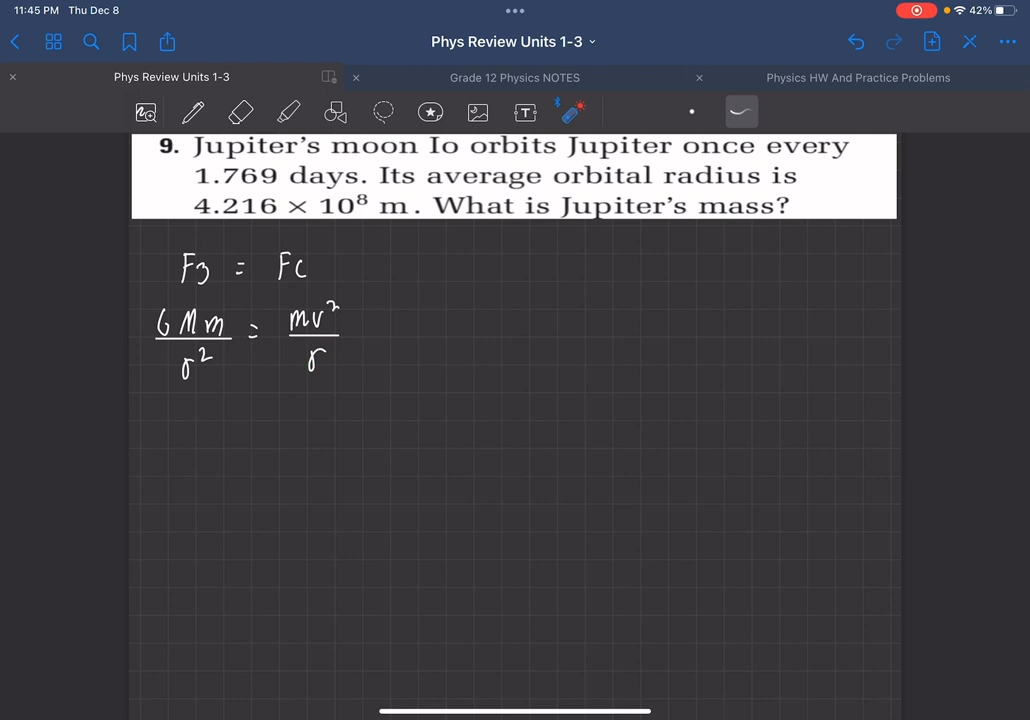 11:45 PM Thu Dec 8
42%
Phys Review Units 1-3
Phys Review Units 1-3
Grade 12 Physics NOTES
Physics HW And Practice Problems
T
9. Jupiter's moon Io orbits Jupiter once every
1.769 days. Its average orbital radius is
4.216 × 10⁸ m. What is Jupiter's mass?
Fg = Fc
GMm/r² = mv²/r